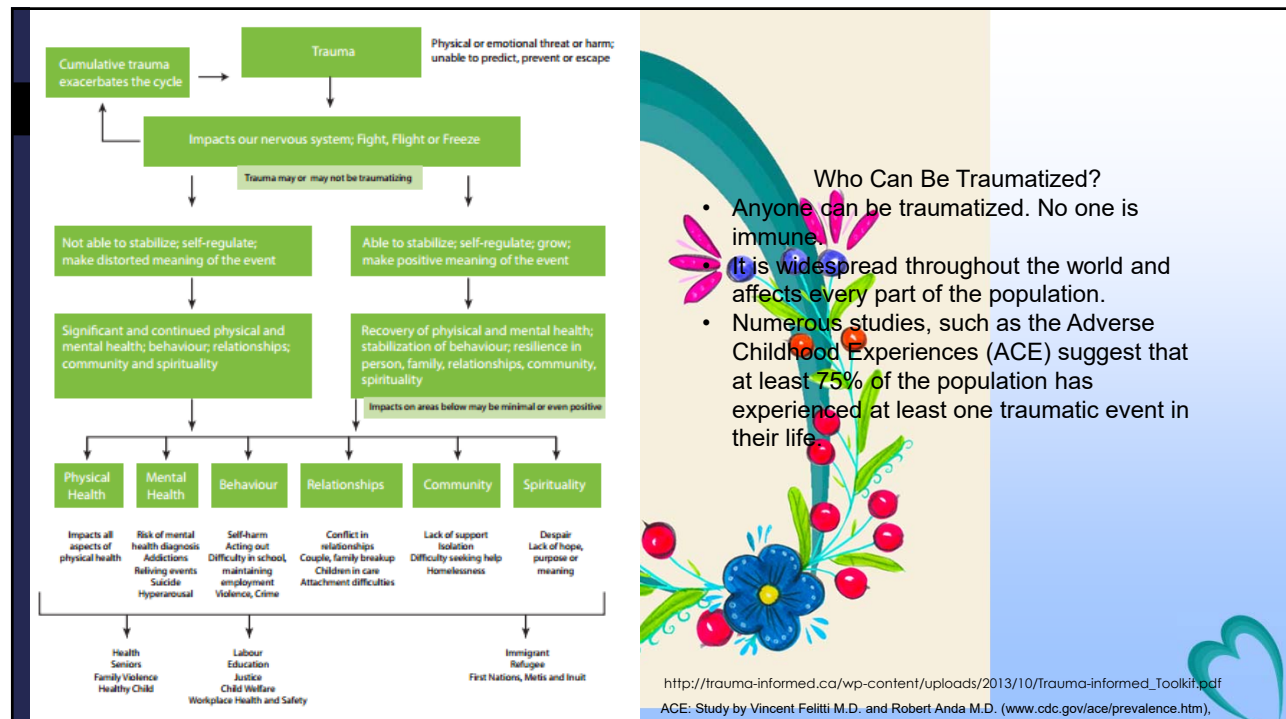 Trauma
Physical or emotional threat or harm;
unable to predict, prevent or escape
Cumulative trauma
exacerbates the cycle
Impacts our nervous system; Fight, Flight or Freeze
Trauma may or may not be traumatizing
Not able to stabilize; self-regulate;
make distorted meaning of the event
Able to stabilize; self-regulate; grow;
make positive meaning of the event
Significant and continued physical and
mental health; behaviour; relationships;
community and spirituality
Recovery of phyisical and mental health;
stabilization of behaviour; resilience in
person, family, relationships, community,
spirituality
Impacts on areas below may be minimal or even positive
Physical
Health
Mental
Health
Behaviour
Relationships
Community
Spirituality
Impacts all
aspects of
physical health
Risk of mental
health diagnosis
Addictions
Reliving events
Suicide
Hyperarousal
Self-harm
Acting out
Difficulty in school,
maintaining
employment
Violence, Crime
Conflict in
relationships
Couple, family breakup
Children in care
Attachment difficulties
Lack of support
Isolation
Difficulty seeking help
Homelessness
Despair
Lack of hope,
purpose or
meaning
Health
Seniors
Family Violence
Healthy Child
Labour
Education
Justice
Child Welfare
Workplace Health and Safety
Immigrant
Refugee
First Nations, Metis and Inuit
Who Can Be Traumatized?
• Anyone can be traumatized. No one is
immune.
• It is widespread throughout the world and
affects every part of the population.
• Numerous studies, such as the Adverse
Childhood Experiences (ACE) suggest that
at least 75% of the population has
experienced at least one traumatic event in
their life.
http://trauma-informed.ca/wp-content/uploads/2013/10/Trauma-informed_Toolkit.pdf
ACE: Study by Vincent Felitti M.D. and Robert Anda M.D. (www.cdc.gov/ace/prevalence.htm),